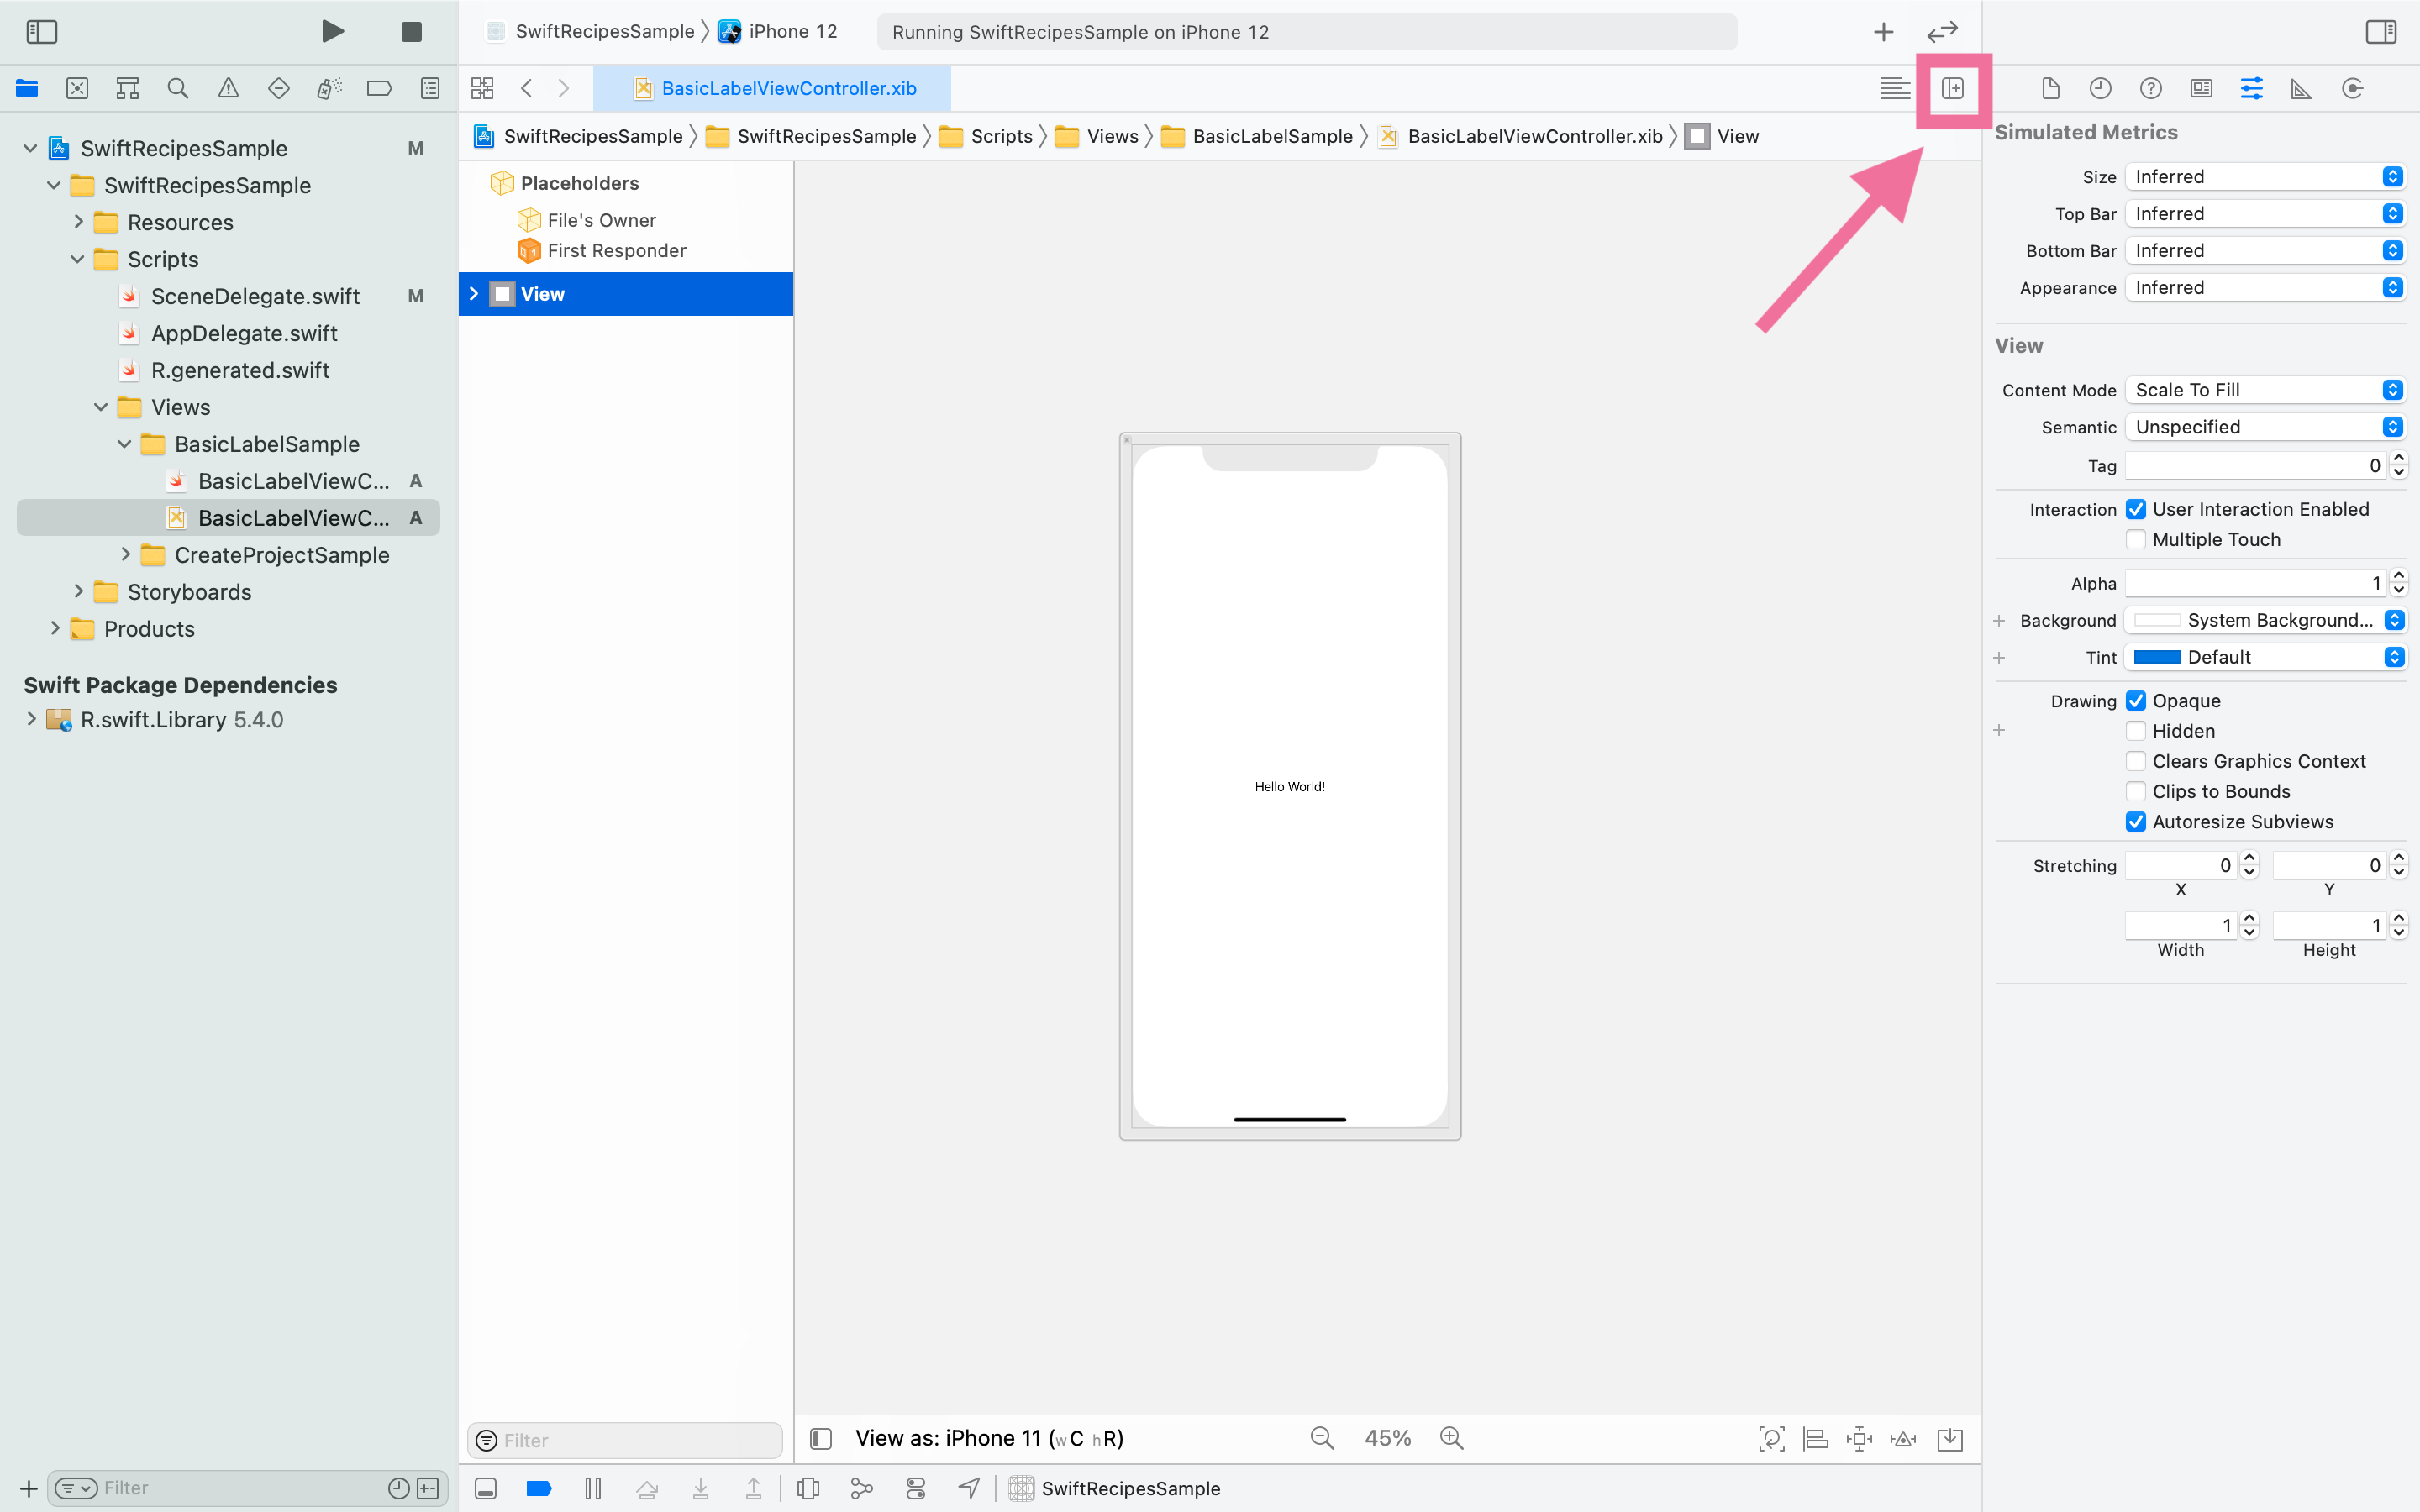 SwiftRecipesSample
iPhone 12
Running SwiftRecipesSample on iPhone 12
BasicLabelViewController.xib
SwiftRecipesSample
SwiftRecipesSample
Scripts
Views
BasicLabelSample
BasicLabelViewController.xib
View
SwiftRecipesSample M
SwiftRecipesSample
Resources
Scripts
SceneDelegate.swift M
AppDelegate.swift
R.generated.swift
Views
BasicLabelSample
BasicLabelViewC... A
BasicLabelViewC... A
CreateProjectSample
Storyboards
Products
Swift Package Dependencies
R.swift.Library 5.4.0
Filter
Placeholders
File's Owner
First Responder
View
Filter
Hello World!
View as: iPhone 11 (wC hR)
45%
SwiftRecipesSample
Simulated Metrics
Size Inferred
Top Bar Inferred
Bottom Bar Inferred
Appearance Inferred
View
Content Mode Scale To Fill
Semantic Unspecified
Tag 0
Interaction User Interaction Enabled
Multiple Touch
Alpha 1
Background System Background...
Tint Default
Drawing Opaque
Hidden
Clears Graphics Context
Clips to Bounds
Autoresize Subviews
Stretching 0 0
X Y
1 1
Width Height